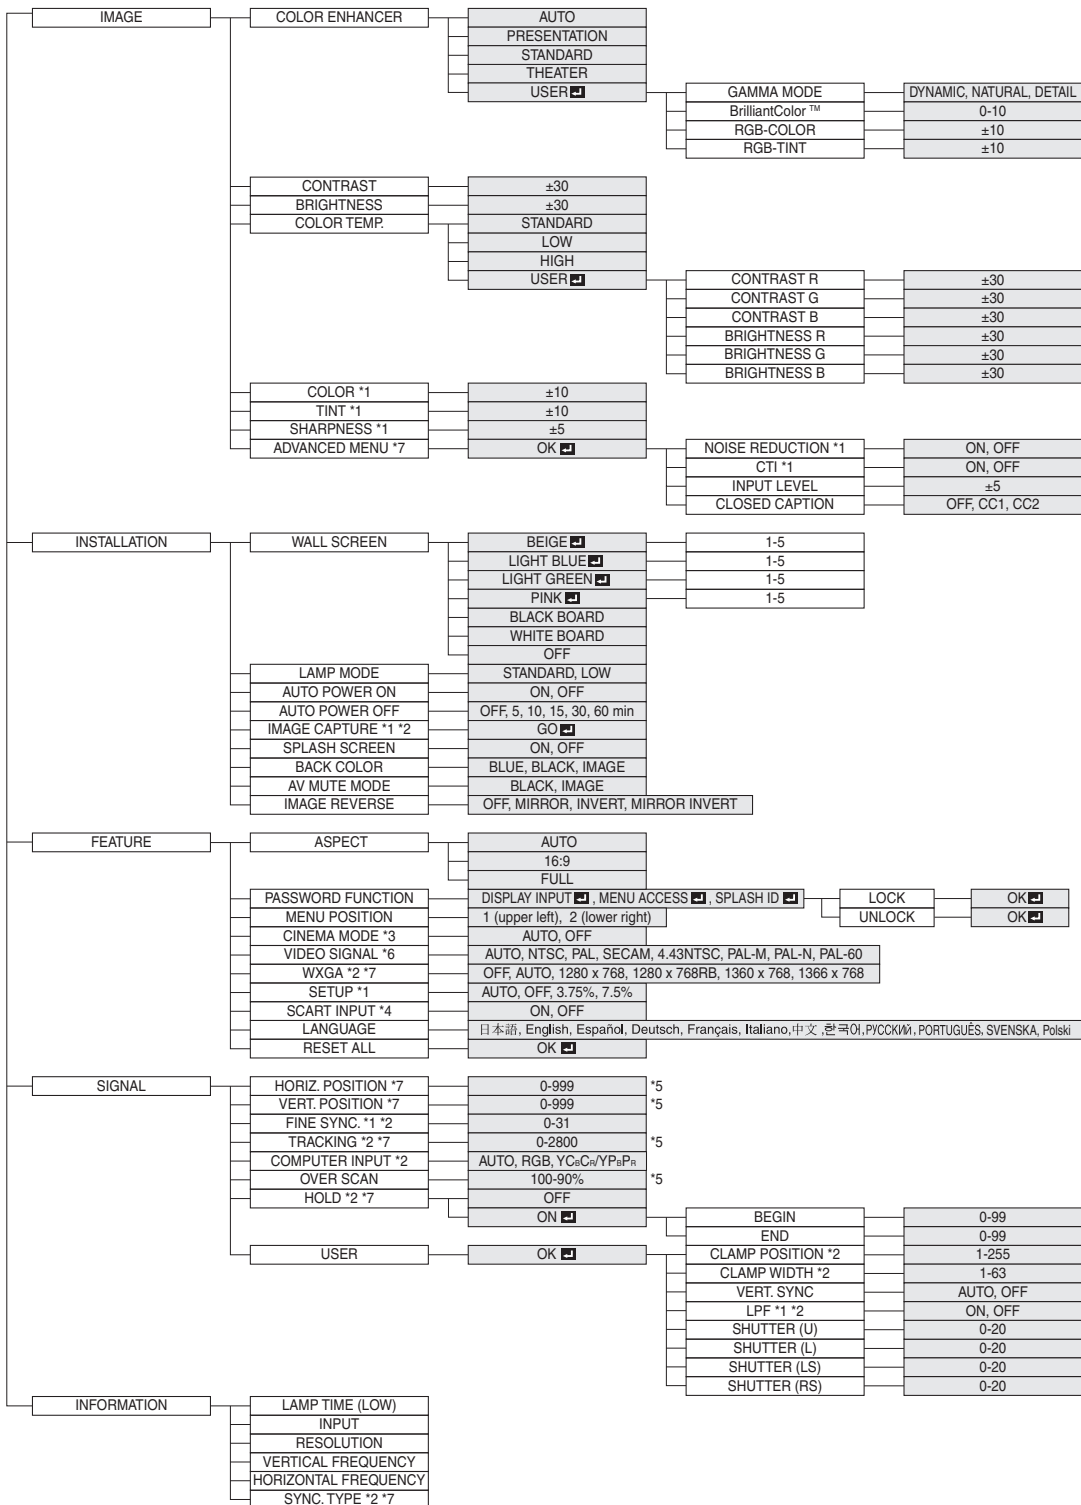 IMAGE COLOR ENHANCER AUTO
PRESENTATION
STANDARD
THEATER
USER
GAMMA MODE DYNAMIC, NATURAL, DETAIL
BrilliantColor ™ 0-10
RGB-COLOR ±10
RGB-TINT ±10
CONTRAST ±30
BRIGHTNESS ±30
COLOR TEMP. STANDARD
LOW
HIGH
USER
CONTRAST R ±30
CONTRAST G ±30
CONTRAST B ±30
BRIGHTNESS R ±30
BRIGHTNESS G ±30
BRIGHTNESS B ±30
COLOR *1 ±10
TINT *1 ±10
SHARPNESS *1 ±5
ADVANCED MENU *7 OK
NOISE REDUCTION *1 ON, OFF
CTI *1 ON, OFF
INPUT LEVEL ±5
CLOSED CAPTION OFF, CC1, CC2
INSTALLATION WALL SCREEN BEIGE 1-5
LIGHT BLUE 1-5
LIGHT GREEN 1-5
PINK 1-5
BLACK BOARD
WHITE BOARD
OFF
LAMP MODE STANDARD, LOW
AUTO POWER ON ON, OFF
AUTO POWER OFF OFF, 5, 10, 15, 30, 60 min
IMAGE CAPTURE *1 *2 GO
SPLASH SCREEN ON, OFF
BACK COLOR BLUE, BLACK, IMAGE
AV MUTE MODE BLACK, IMAGE
IMAGE REVERSE OFF, MIRROR, INVERT, MIRROR INVERT
FEATURE ASPECT AUTO
16:9
FULL
PASSWORD FUNCTION DISPLAY INPUT , MENU ACCESS , SPLASH ID LOCK OK
UNLOCK OK
MENU POSITION 1 (upper left), 2 (lower right)
CINEMA MODE *3 AUTO, OFF
VIDEO SIGNAL *6 AUTO, NTSC, PAL, SECAM, 4.43NTSC, PAL-M, PAL-N, PAL-60
WXGA *2 *7 OFF, AUTO, 1280 x 768, 1280 x 768RB, 1360 x 768, 1366 x 768
SETUP *1 AUTO, OFF, 3.75%, 7.5%
SCART INPUT *4 ON, OFF
LANGUAGE 日本語, English, Español, Deutsch, Français, Italiano,中文 ,한국어,РУССКИЙ, PORTUGUÊS, SVENSKA, Polski
RESET ALL OK
SIGNAL HORIZ. POSITION *7 0-999 *5
VERT. POSITION *7 0-999 *5
FINE SYNC. *1 *2 0-31
TRACKING *2 *7 0-2800 *5
COMPUTER INPUT *2 AUTO, RGB, YCBCR/YPBPR
OVER SCAN 100-90% *5
HOLD *2 *7 OFF
ON
BEGIN 0-99
END 0-99
USER OK
CLAMP POSITION *2 1-255
CLAMP WIDTH *2 1-63
VERT. SYNC AUTO, OFF
LPF *1 *2 ON, OFF
SHUTTER (U) 0-20
SHUTTER (L) 0-20
SHUTTER (LS) 0-20
SHUTTER (RS) 0-20
INFORMATION LAMP TIME (LOW)
INPUT
RESOLUTION
VERTICAL FREQUENCY
HORIZONTAL FREQUENCY
SYNC. TYPE *2 *7